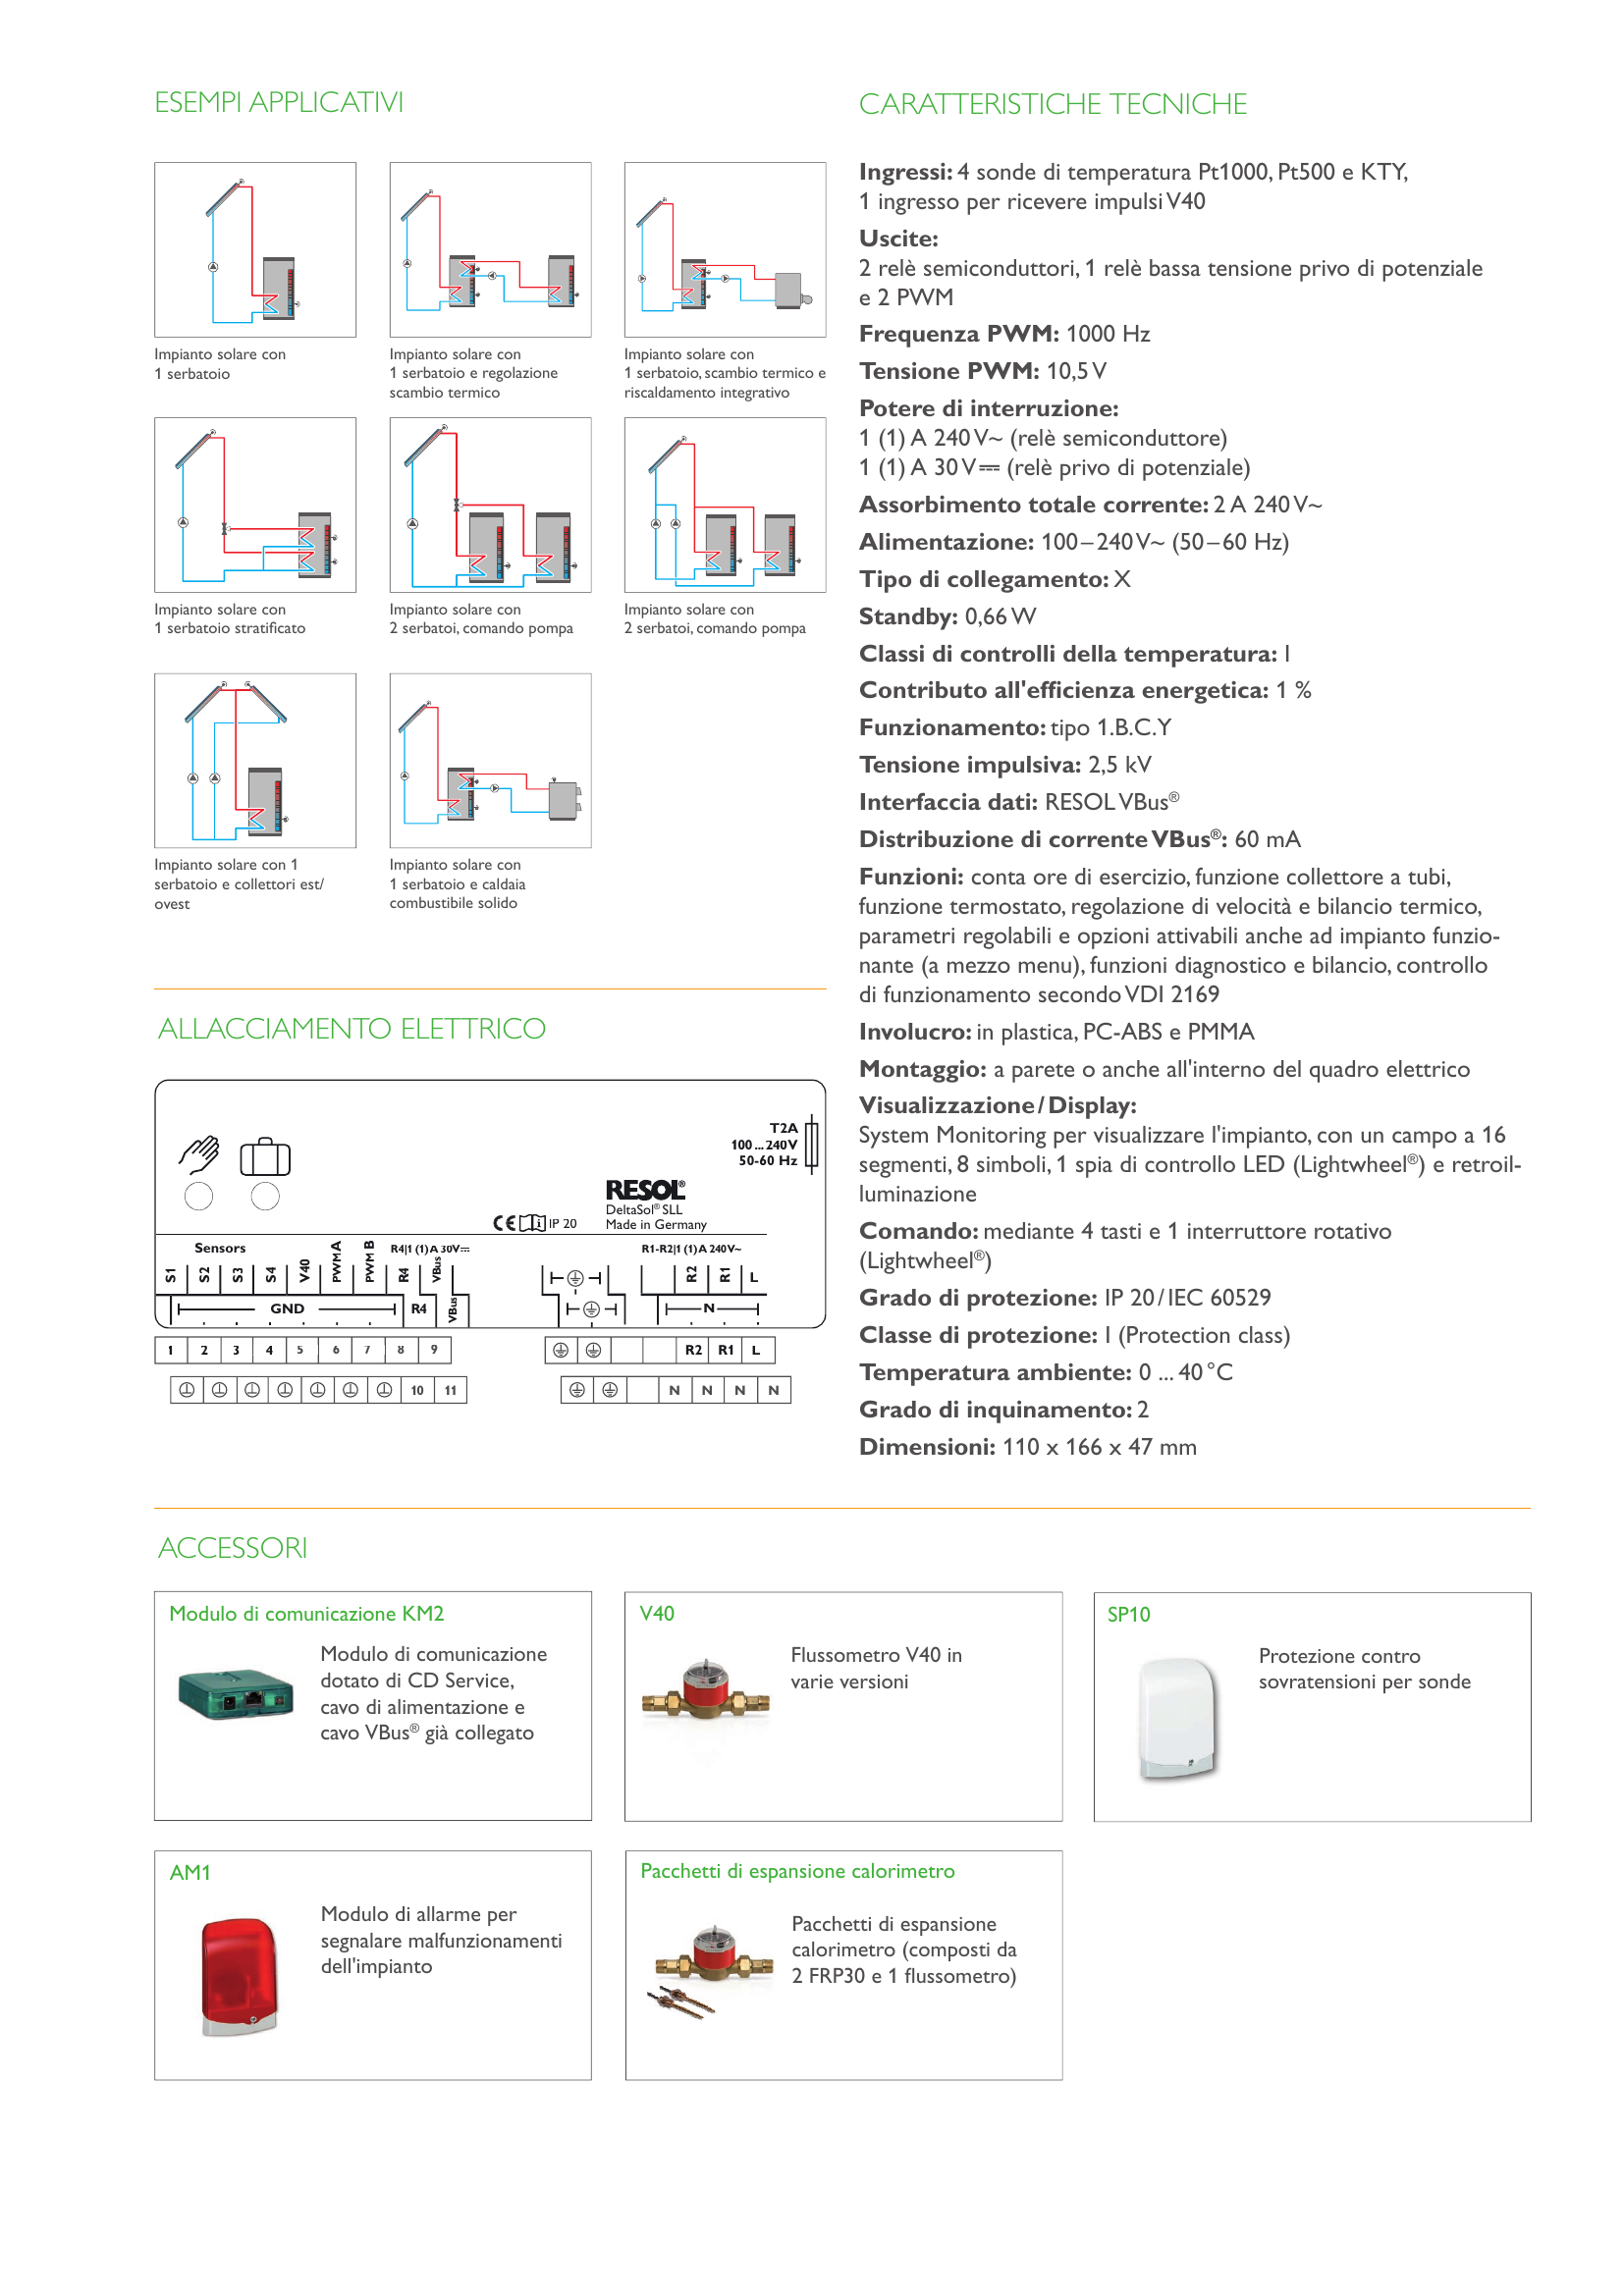 ESEMPI APPLICATIVI
Impianto solare con
1 serbatoio
Impianto solare con
1 serbatoio e regolazione
scambio termico
Impianto solare con
1 serbatoio, scambio termico e
riscaldamento integrativo
Impianto solare con
1 serbatoio stratificato
Impianto solare con
2 serbatoi, comando pompa
Impianto solare con
2 serbatoi, comando pompa
Impianto solare con 1
serbatoio e collettori est/
ovest
Impianto solare con
1 serbatoio e caldaia
combustibile solido
ALLACCIAMENTO ELETTRICO
T2A
100 ... 240V
50-60 Hz
RESOL®
DeltaSol® SLL
Made in Germany
CE i IP 20
Sensors
R4|1 (1) A 30V⎓
R1-R2|1 (1) A 240V~
S1 S2 S3 S4 V40 PWM A PWM B R4 VBus
R2 R1 L
GND R4 VBus
N
1 2 3 4 5 6 7 8 9
R2 R1 L
10 11
N N N N
CARATTERISTICHE TECNICHE
Ingressi: 4 sonde di temperatura Pt1000, Pt500 e KTY,
1 ingresso per ricevere impulsi V40
Uscite:
2 relè semiconduttori, 1 relè bassa tensione privo di potenziale
e 2 PWM
Frequenza PWM: 1000 Hz
Tensione PWM: 10,5 V
Potere di interruzione:
1 (1) A 240 V~ (relè semiconduttore)
1 (1) A 30 V⎓ (relè privo di potenziale)
Assorbimento totale corrente: 2 A 240 V~
Alimentazione: 100 – 240 V~ (50 – 60 Hz)
Tipo di collegamento: X
Standby: 0,66 W
Classi di controlli della temperatura: I
Contributo all'efficienza energetica: 1 %
Funzionamento: tipo 1.B.C.Y
Tensione impulsiva: 2,5 kV
Interfaccia dati: RESOL VBus®
Distribuzione di corrente VBus®: 60 mA
Funzioni: conta ore di esercizio, funzione collettore a tubi,
funzione termostato, regolazione di velocità e bilancio termico,
parametri regolabili e opzioni attivabili anche ad impianto funzio-
nante (a mezzo menu), funzioni diagnostico e bilancio, controllo
di funzionamento secondo VDI 2169
Involucro: in plastica, PC-ABS e PMMA
Montaggio: a parete o anche all'interno del quadro elettrico
Visualizzazione / Display:
System Monitoring per visualizzare l'impianto, con un campo a 16
segmenti, 8 simboli, 1 spia di controllo LED (Lightwheel®) e retroil-
luminazione
Comando: mediante 4 tasti e 1 interruttore rotativo
(Lightwheel®)
Grado di protezione: IP 20 / IEC 60529
Classe di protezione: I (Protection class)
Temperatura ambiente: 0 ... 40 °C
Grado di inquinamento: 2
Dimensioni: 110 x 166 x 47 mm
ACCESSORI
Modulo di comunicazione KM2
Modulo di comunicazione
dotato di CD Service,
cavo di alimentazione e
cavo VBus® già collegato
V40
Flussometro V40 in
varie versioni
SP10
Protezione contro
sovratensioni per sonde
AM1
Modulo di allarme per
segnalare malfunzionamenti
dell'impianto
Pacchetti di espansione calorimetro
Pacchetti di espansione
calorimetro (composti da
2 FRP30 e 1 flussometro)